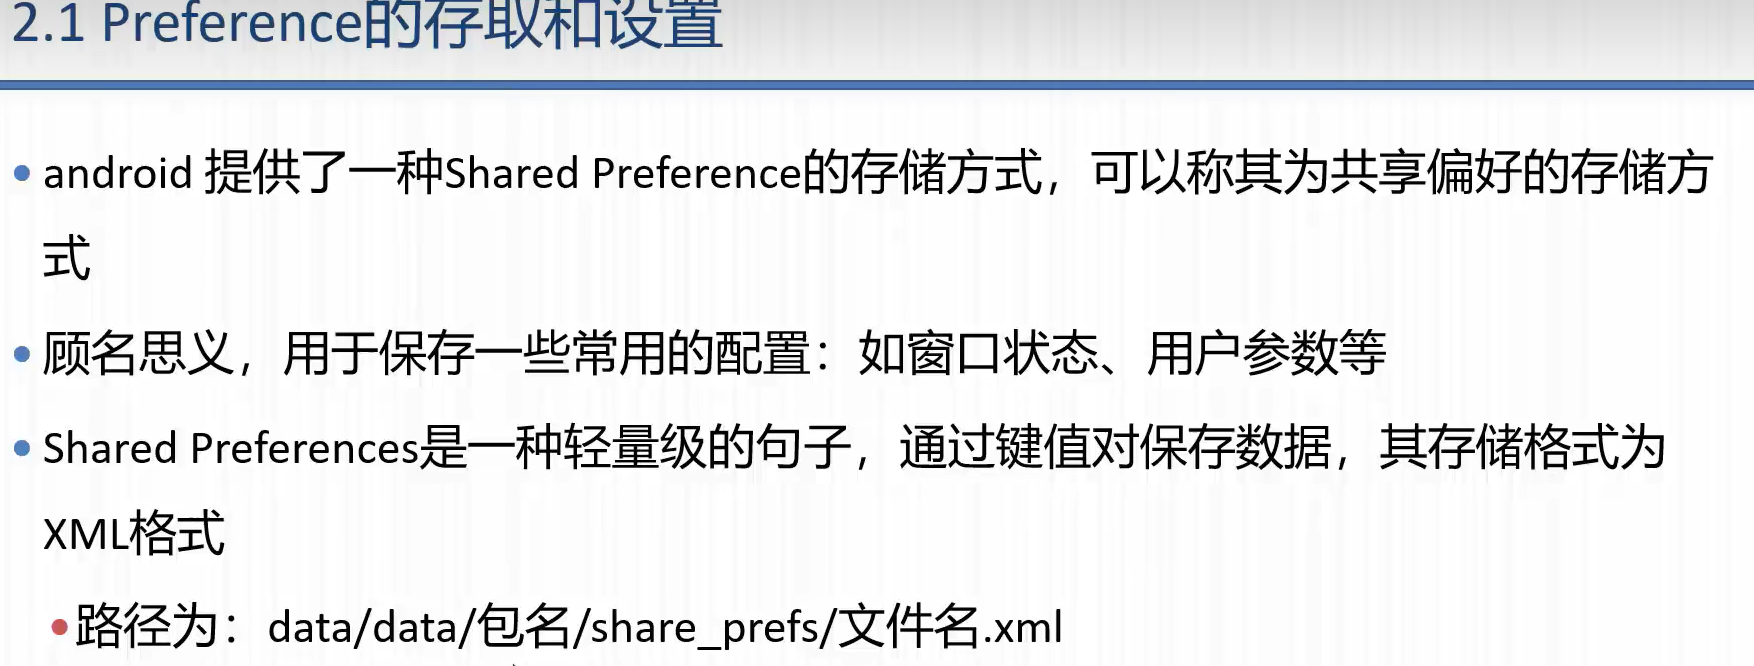 2.1 Preference的存取和设置
• android 提供了一种Shared Preference的存储方式，可以称其为共享偏好的存储方
式
• 顾名思义，用于保存一些常用的配置：如窗口状态、用户参数等
• Shared Preferences是一种轻量级的句子，通过键值对保存数据，其存储格式为
XML格式
• 路径为：data/data/包名/share_prefs/文件名.xml